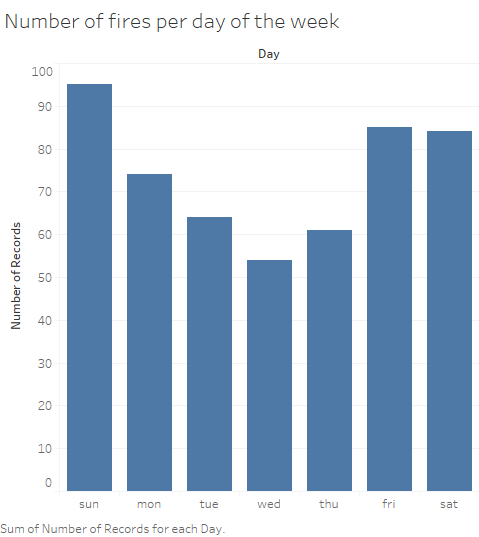 Number of fires per day of the week
Day
Number of Records
100
90
80
70
60
50
40
30
20
10
0
sun mon tue wed thu fri sat
Sum of Number of Records for each Day.